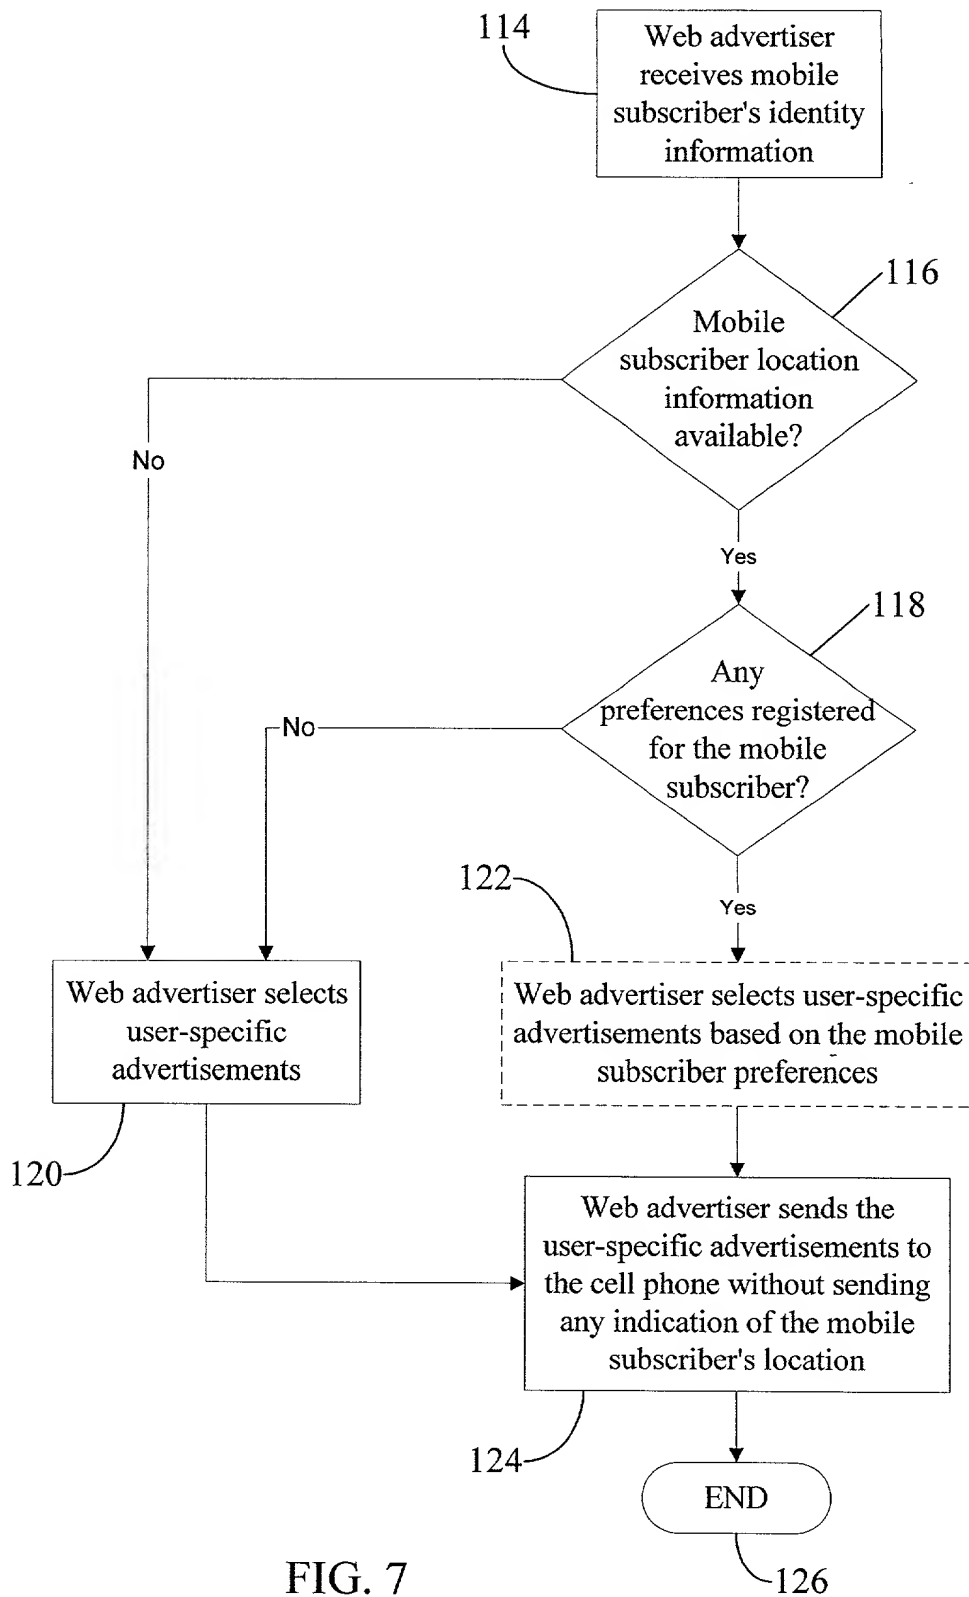 114
Web advertiser
receives mobile
subscriber's identity
information
116
Mobile
subscriber location
information
available?
No
Yes
118
Any
preferences registered
for the mobile
subscriber?
No
Yes
122
Web advertiser selects
user-specific
advertisements
Web advertiser selects user-specific
advertisements based on the mobile
subscriber preferences
120
Web advertiser sends the
user-specific advertisements to
the cell phone without sending
any indication of the mobile
subscriber's location
124
END
126
FIG. 7